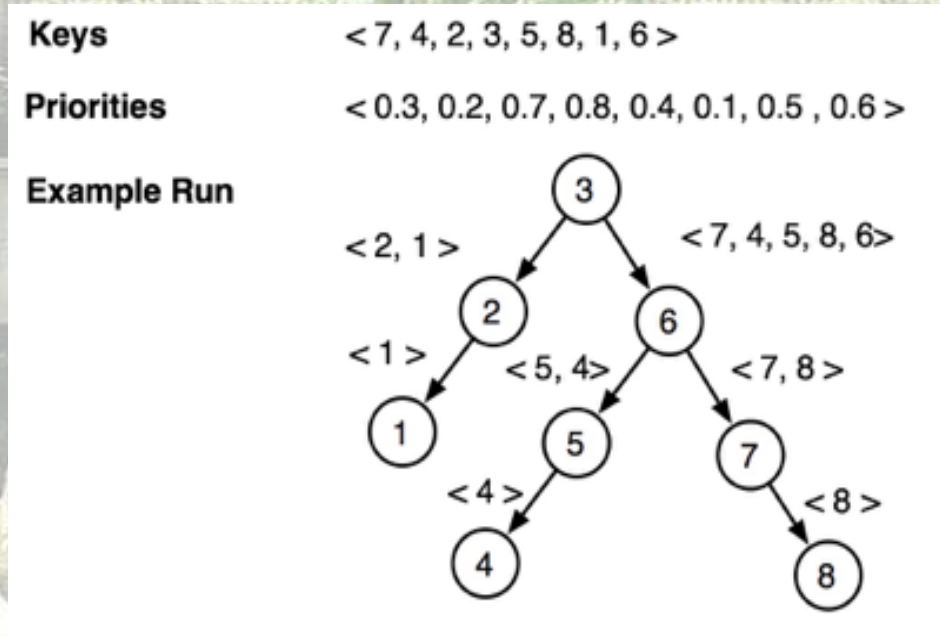 Keys < 7, 4, 2, 3, 5, 8, 1, 6 >
Priorities < 0.3, 0.2, 0.7, 0.8, 0.4, 0.1, 0.5 , 0.6 >
Example Run
3
< 2, 1 >
< 7, 4, 5, 8, 6>
2
6
< 1 >
< 5, 4>
< 7, 8 >
1
5
7
< 4 >
< 8 >
4
8